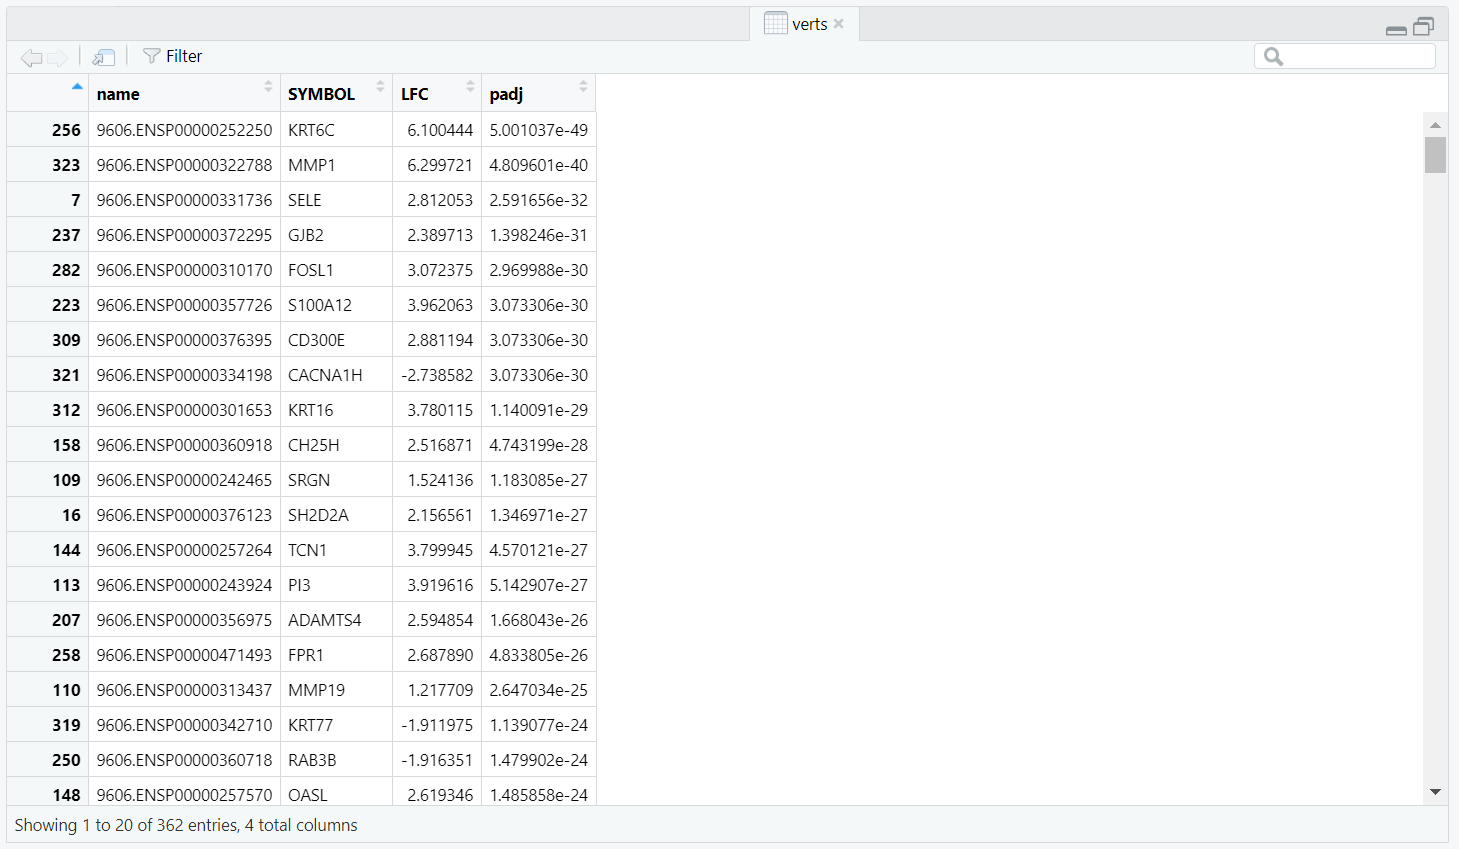 verts
Filter
name SYMBOL LFC padj
256 9606.ENSP00000252250 KRT6C 6.100444 5.001037e-49
323 9606.ENSP00000322788 MMP1 6.299721 4.809601e-40
7 9606.ENSP00000331736 SELE 2.812053 2.591656e-32
237 9606.ENSP00000372295 GJB2 2.389713 1.398246e-31
282 9606.ENSP00000310170 FOSL1 3.072375 2.969988e-30
223 9606.ENSP00000357726 S100A12 3.962063 3.073306e-30
309 9606.ENSP00000376395 CD300E 2.881194 3.073306e-30
321 9606.ENSP00000334198 CACNA1H -2.738582 3.073306e-30
312 9606.ENSP00000301653 KRT16 3.780115 1.140091e-29
158 9606.ENSP00000360918 CH25H 2.516871 4.743199e-28
109 9606.ENSP00000242465 SRGN 1.524136 1.183085e-27
16 9606.ENSP00000376123 SH2D2A 2.156561 1.346971e-27
144 9606.ENSP00000257264 TCN1 3.799945 4.570121e-27
113 9606.ENSP00000243924 PI3 3.919616 5.142907e-27
207 9606.ENSP00000356975 ADAMTS4 2.594854 1.668043e-26
258 9606.ENSP00000471493 FPR1 2.687890 4.833805e-26
110 9606.ENSP00000313437 MMP19 1.217709 2.647034e-25
319 9606.ENSP00000342710 KRT77 -1.911975 1.139077e-24
250 9606.ENSP00000360718 RAB3B -1.916351 1.479902e-24
148 9606.ENSP00000257570 OASL 2.619346 1.485858e-24
Showing 1 to 20 of 362 entries, 4 total columns